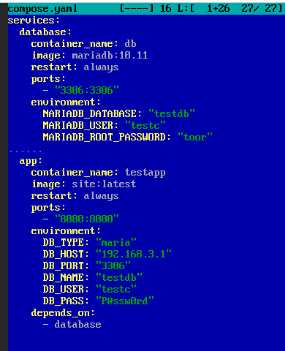 compose.yaml [----] 16 L:[ 1+26 27/ 27]
services:
  database:
    container_name: db
    image: mariadb:10.11
    restart: always
    ports:
      - "3306:3306"
    environment:
      MARIADB_DATABASE: "testdb"
      MARIADB_USER: "testc"
      MARIADB_ROOT_PASSWORD: "toor"
......
  app:
    container_name: testapp
    image: site:latest
    restart: always
    ports:
      - "8080:8000"
    environment:
      DB_TYPE: "maria"
      DB_HOST: "192.168.3.1"
      DB_PORT: "3306"
      DB_NAME: "testdb"
      DB_USER: "testc"
      DB_PASS: "P@ssw0rd"
    depends_on:
      - database